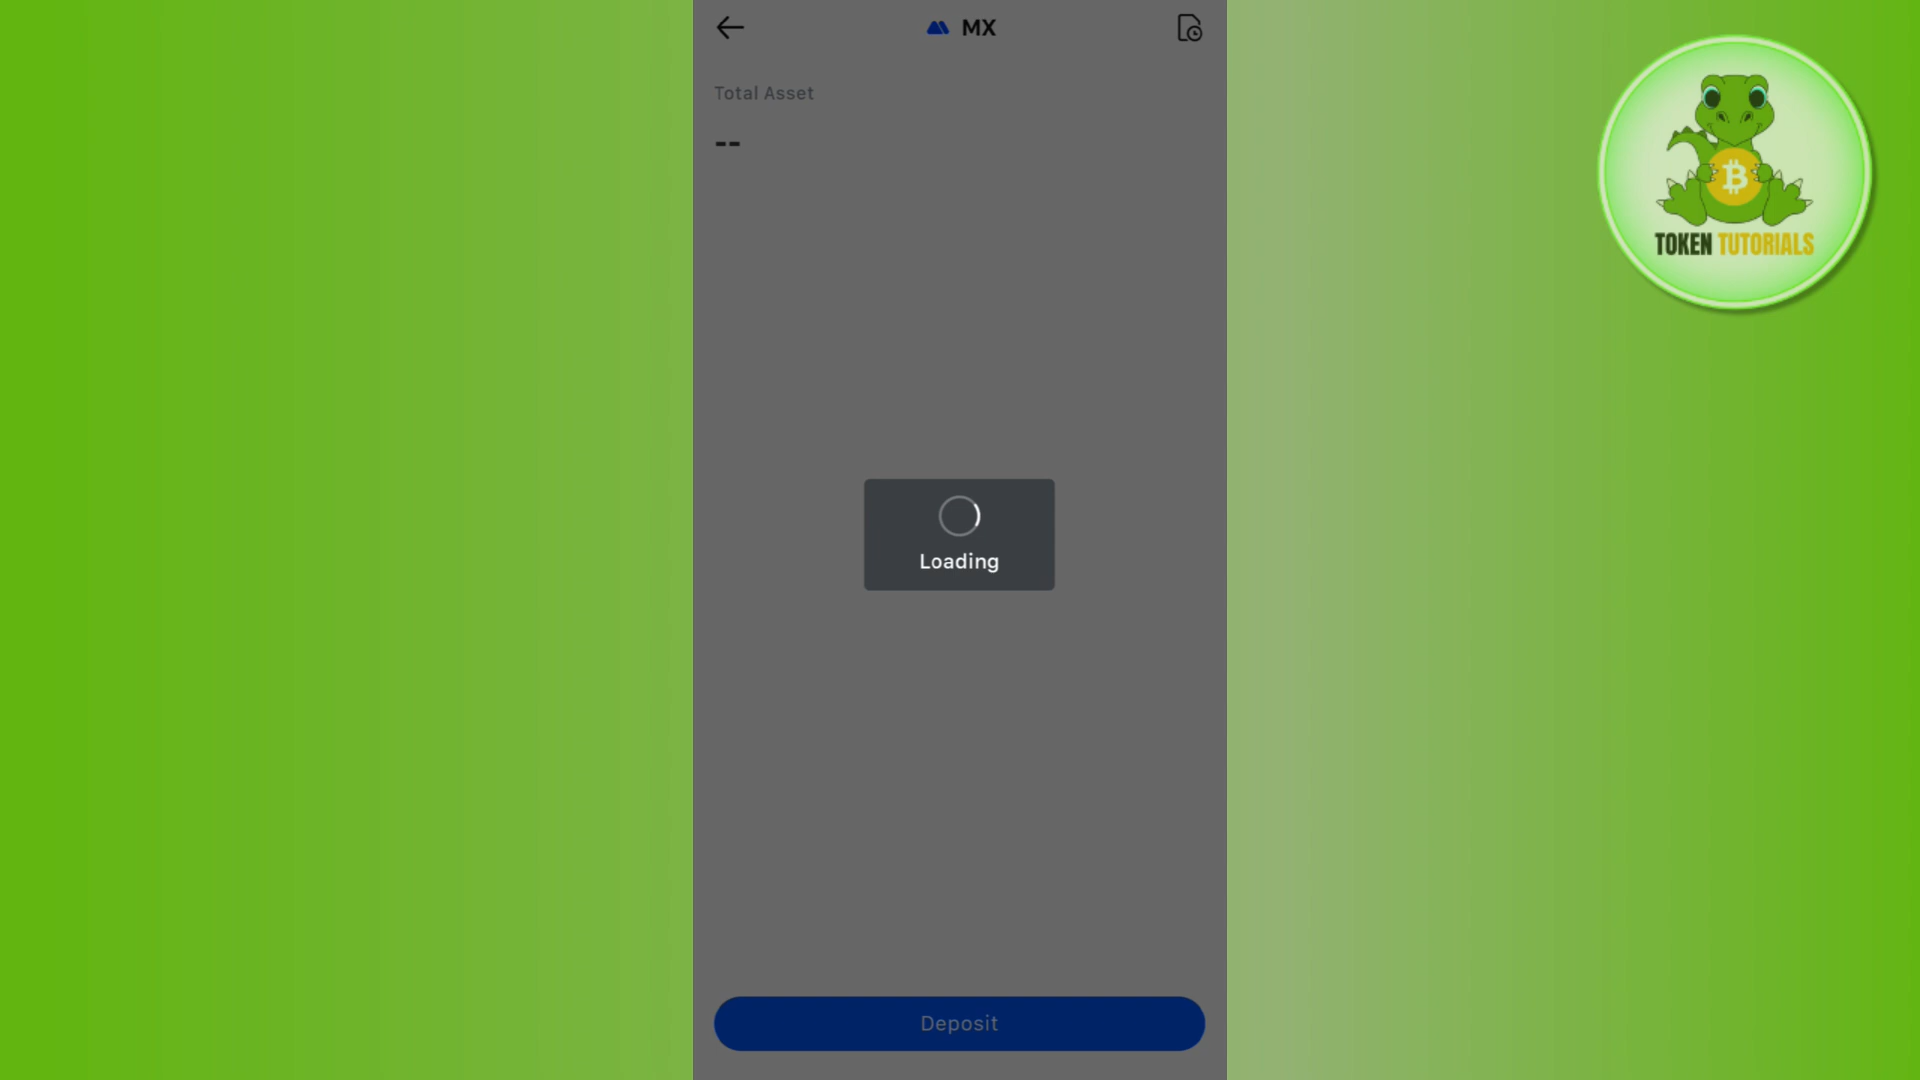 MX
Total Asset
--
Loading
Deposit
B
TOKEN TUTORIALS